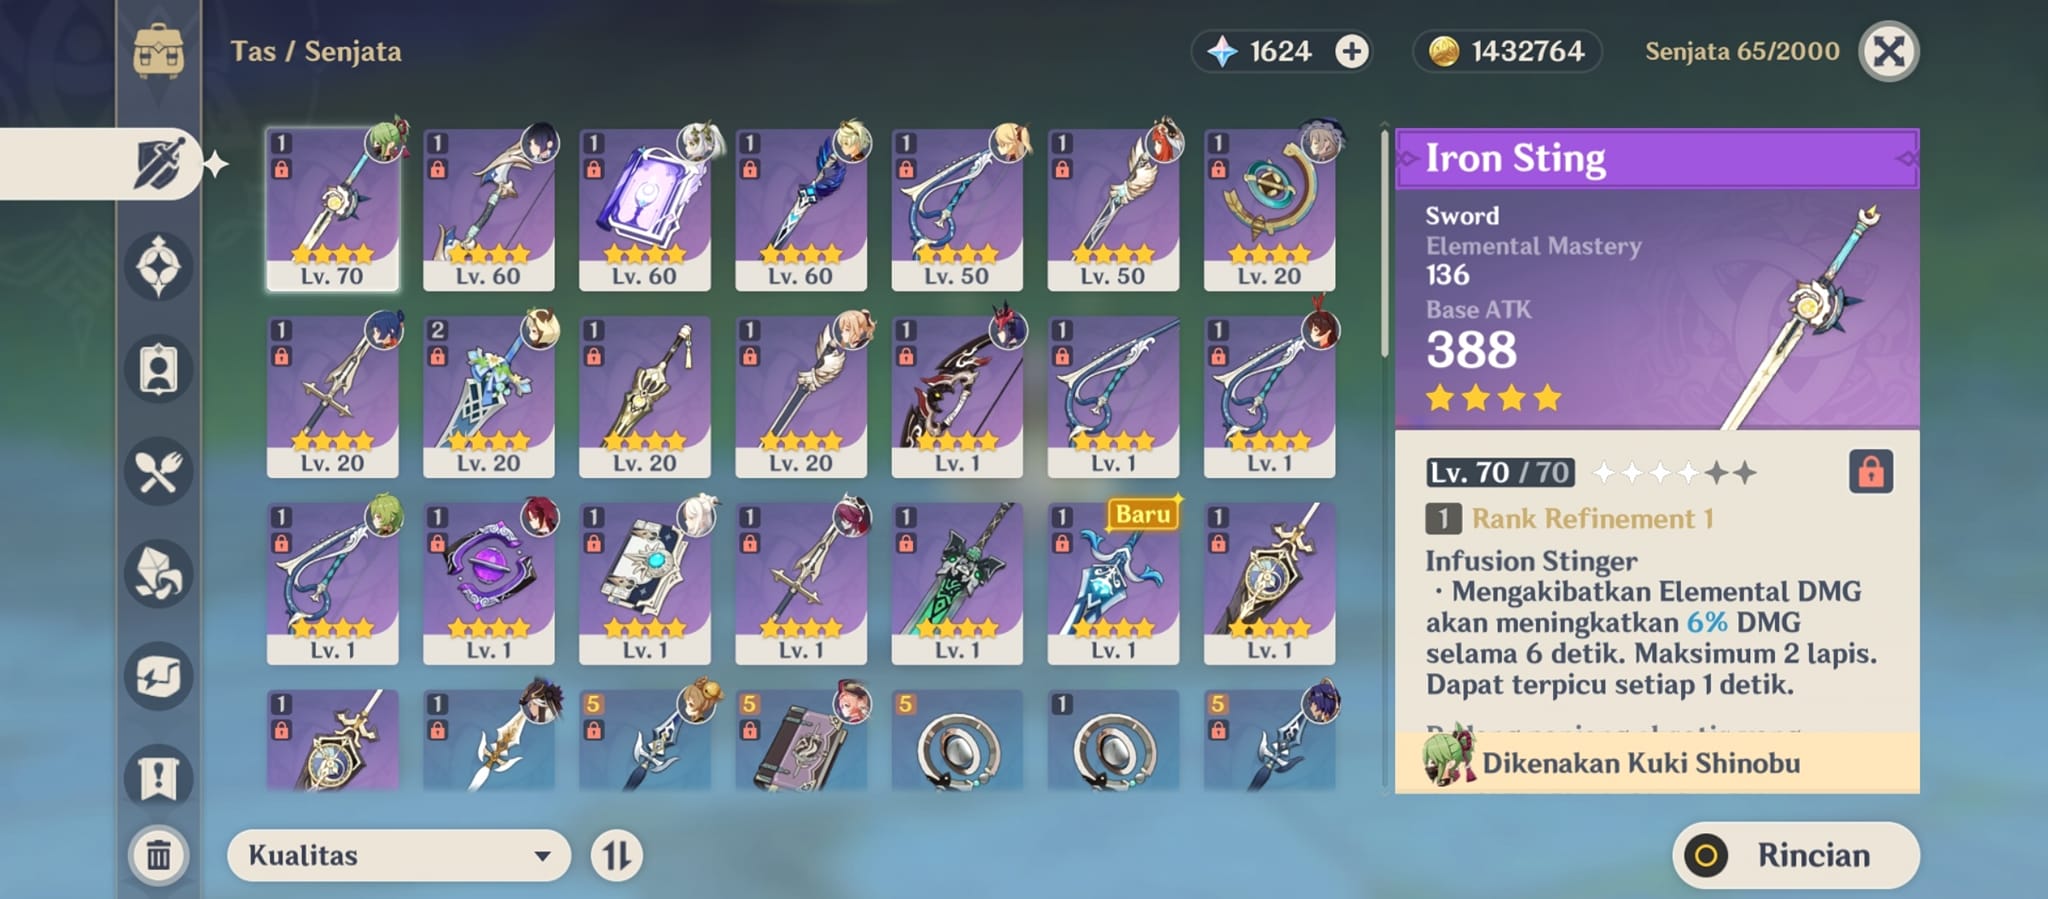 Tas / Senjata
1624
1432764
Senjata 65/2000
1 1 1 1 1 1 1
Lv. 70 Lv. 60 Lv. 60 Lv. 60 Lv. 50 Lv. 50 Lv. 20
1 2 1 1 1 1 1
Lv. 20 Lv. 20 Lv. 20 Lv. 20 Lv. 1 Lv. 1 Lv. 1
Baru
1 1 1 1 1 1 1
Lv. 1 Lv. 1 Lv. 1 Lv. 1 Lv. 1 Lv. 1 Lv. 1
1 1 5 5 5 1 5
Kualitas
Iron Sting
Sword
Elemental Mastery
136
Base ATK
388
Lv. 70 / 70
1 Rank Refinement 1
Infusion Stinger
· Mengakibatkan Elemental DMG
akan meningkatkan 6% DMG
selama 6 detik. Maksimum 2 lapis.
Dapat terpicu setiap 1 detik.
Dikenakan Kuki Shinobu
Rincian